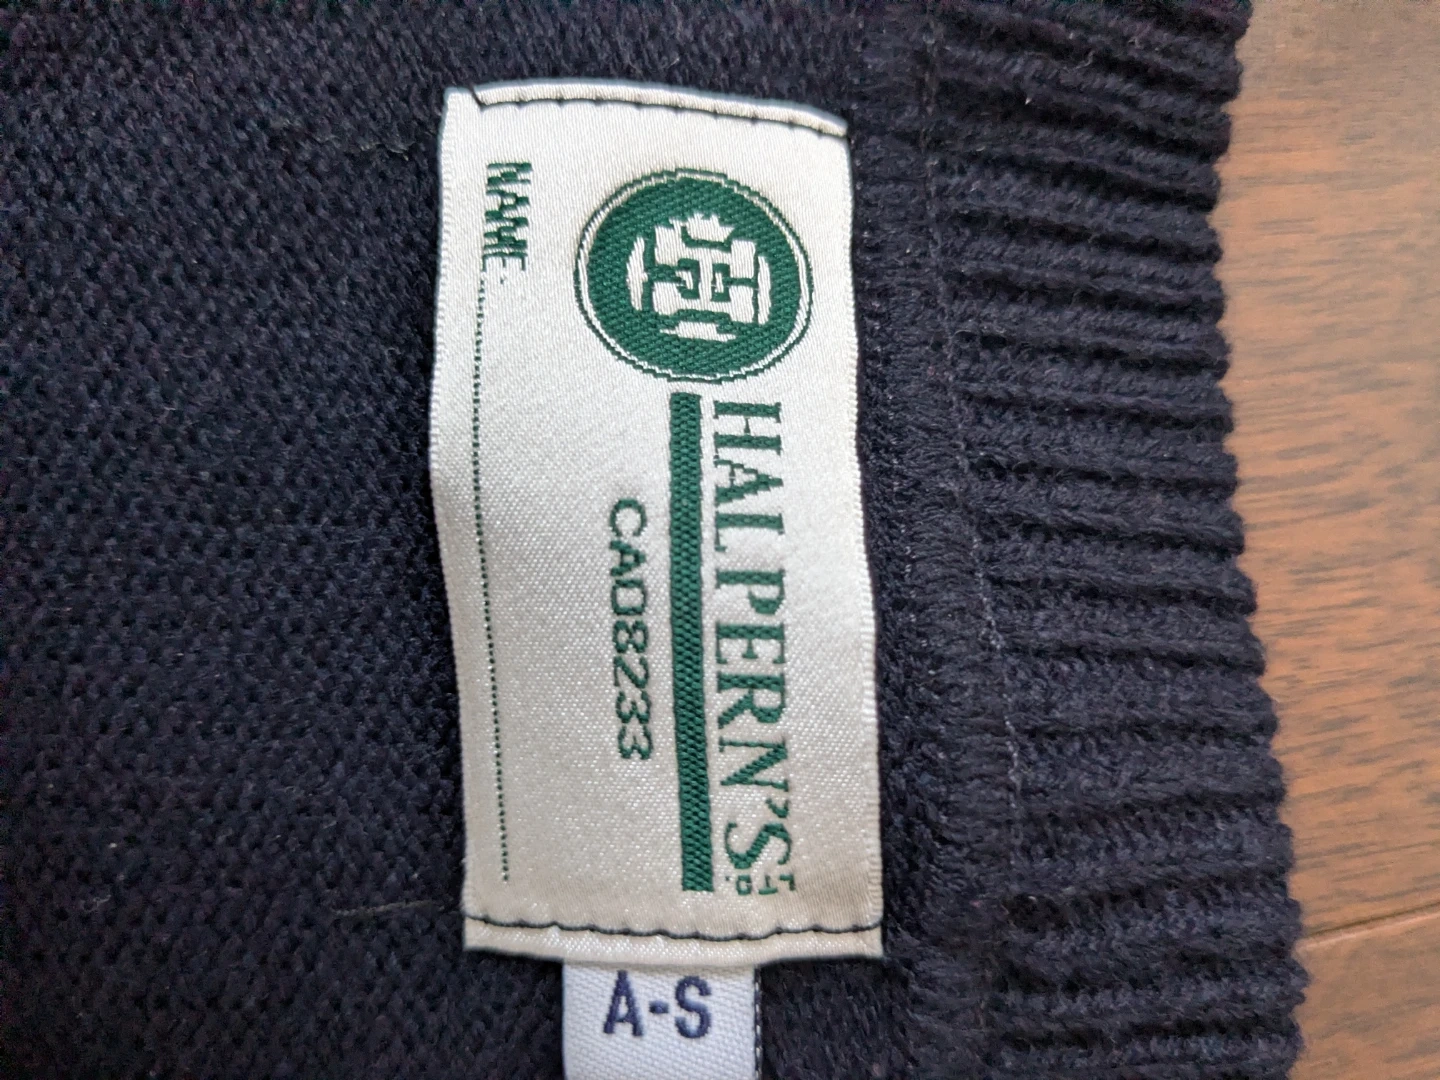 HALPERN'S LTD
CA08233
NAME
A-S